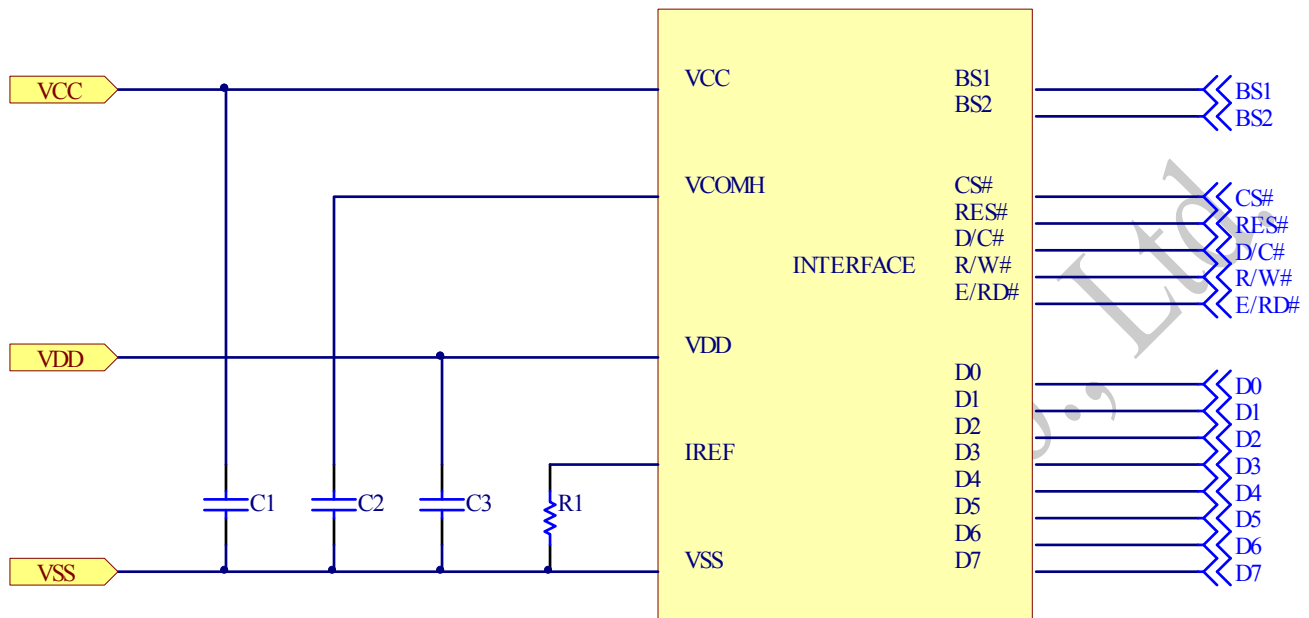 VCC
VDD
VSS
C1
C2
C3
R1
VCC
VCOMH
VDD
IREF
VSS
INTERFACE
BS1
BS2
CS#
RES#
D/C#
R/W#
E/RD#
D0
D1
D2
D3
D4
D5
D6
D7
BS1
BS2
CS#
RES#
D/C#
R/W#
E/RD#
D0
D1
D2
D3
D4
D5
D6
D7
., Ltd.